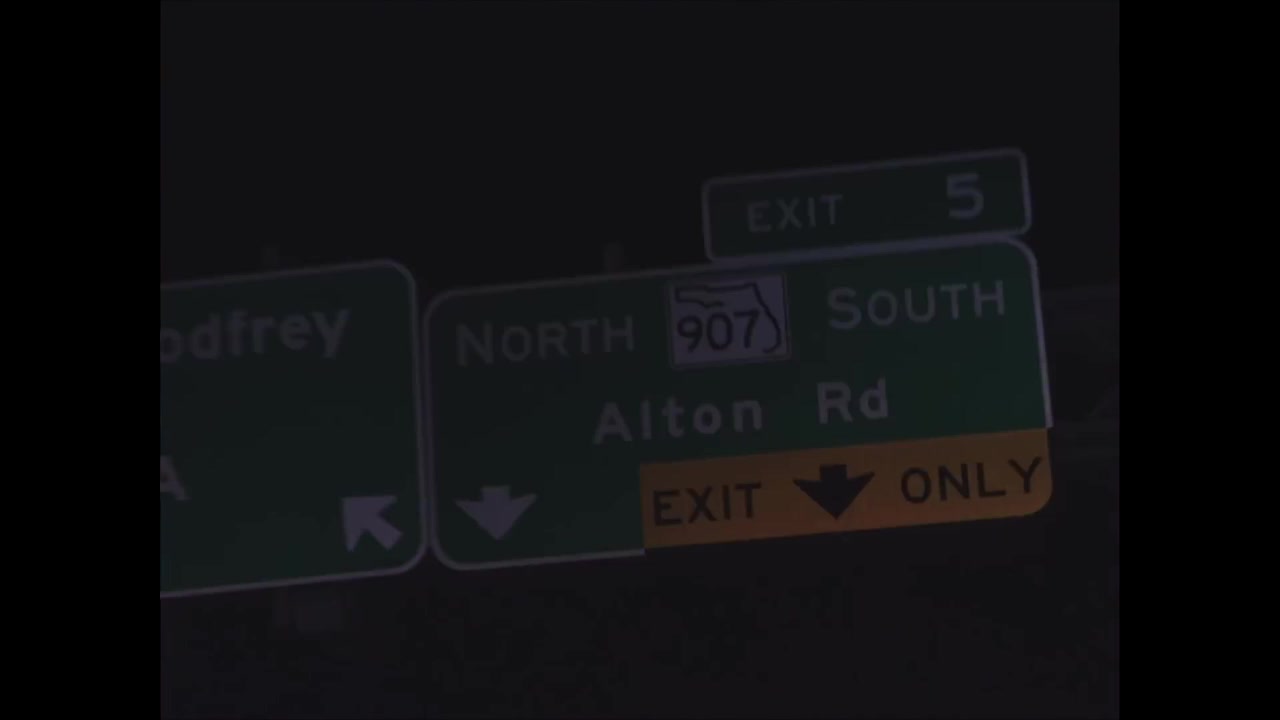 EXIT 5
NORTH 907 SOUTH
Alton Rd
EXIT ONLY
odfrey
A